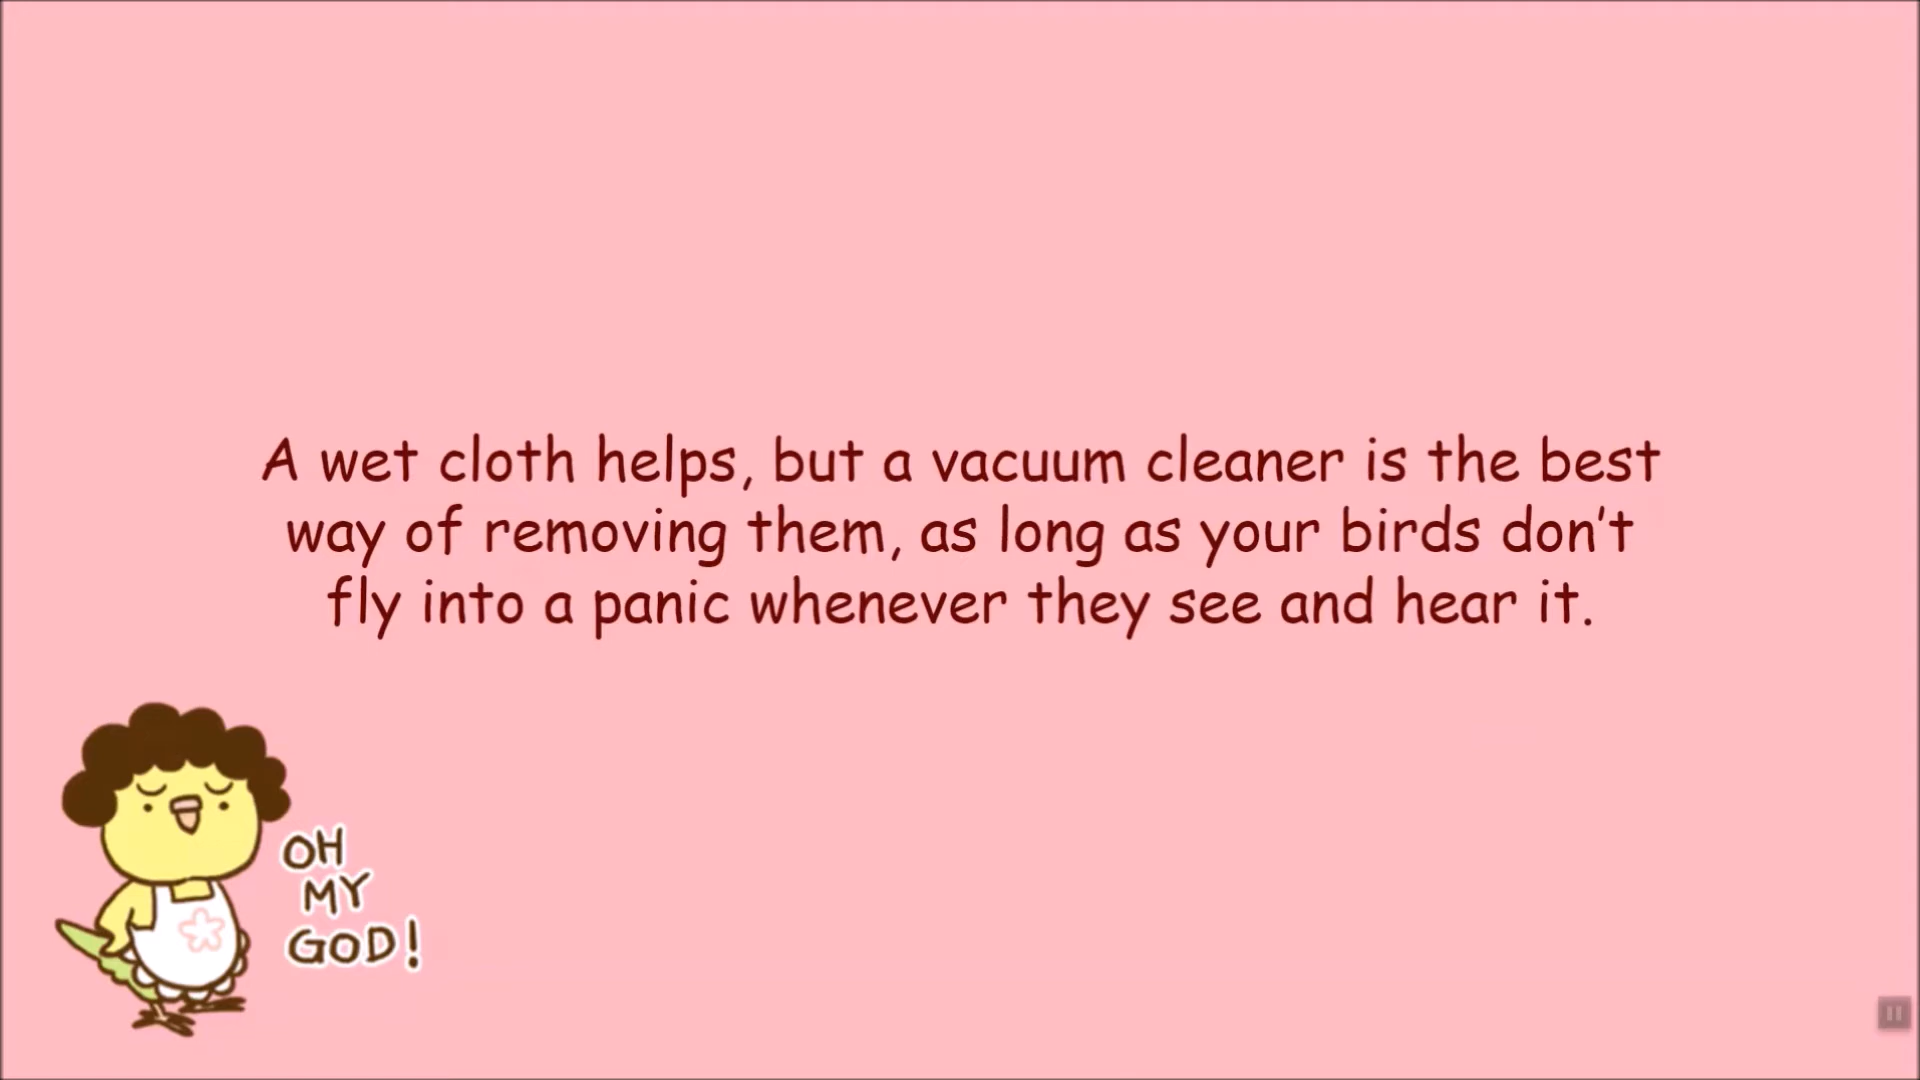 A wet cloth helps, but a vacuum cleaner is the best
way of removing them, as long as your birds don't
fly into a panic whenever they see and hear it.
OH
MY
GOD!